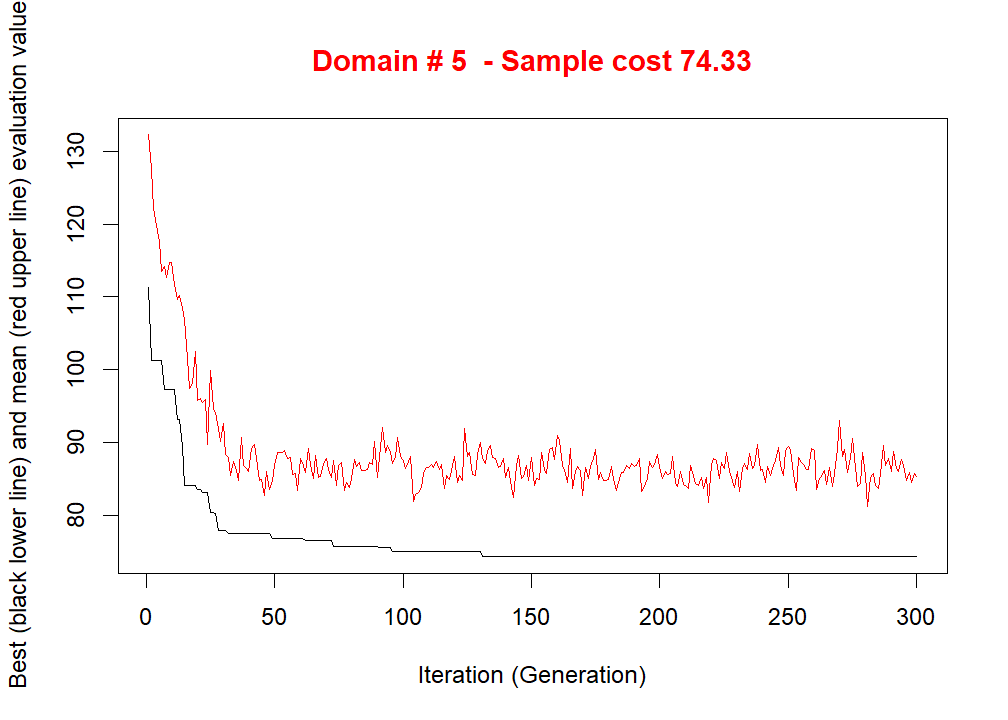 Domain # 5  - Sample cost 74.33
Best (black lower line) and mean (red upper line) evaluation value
130
120
110
100
90
80
0 50 100 150 200 250 300
Iteration (Generation)